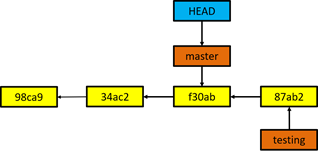 HEAD
master
98ca9
34ac2
f30ab
87ab2
testing